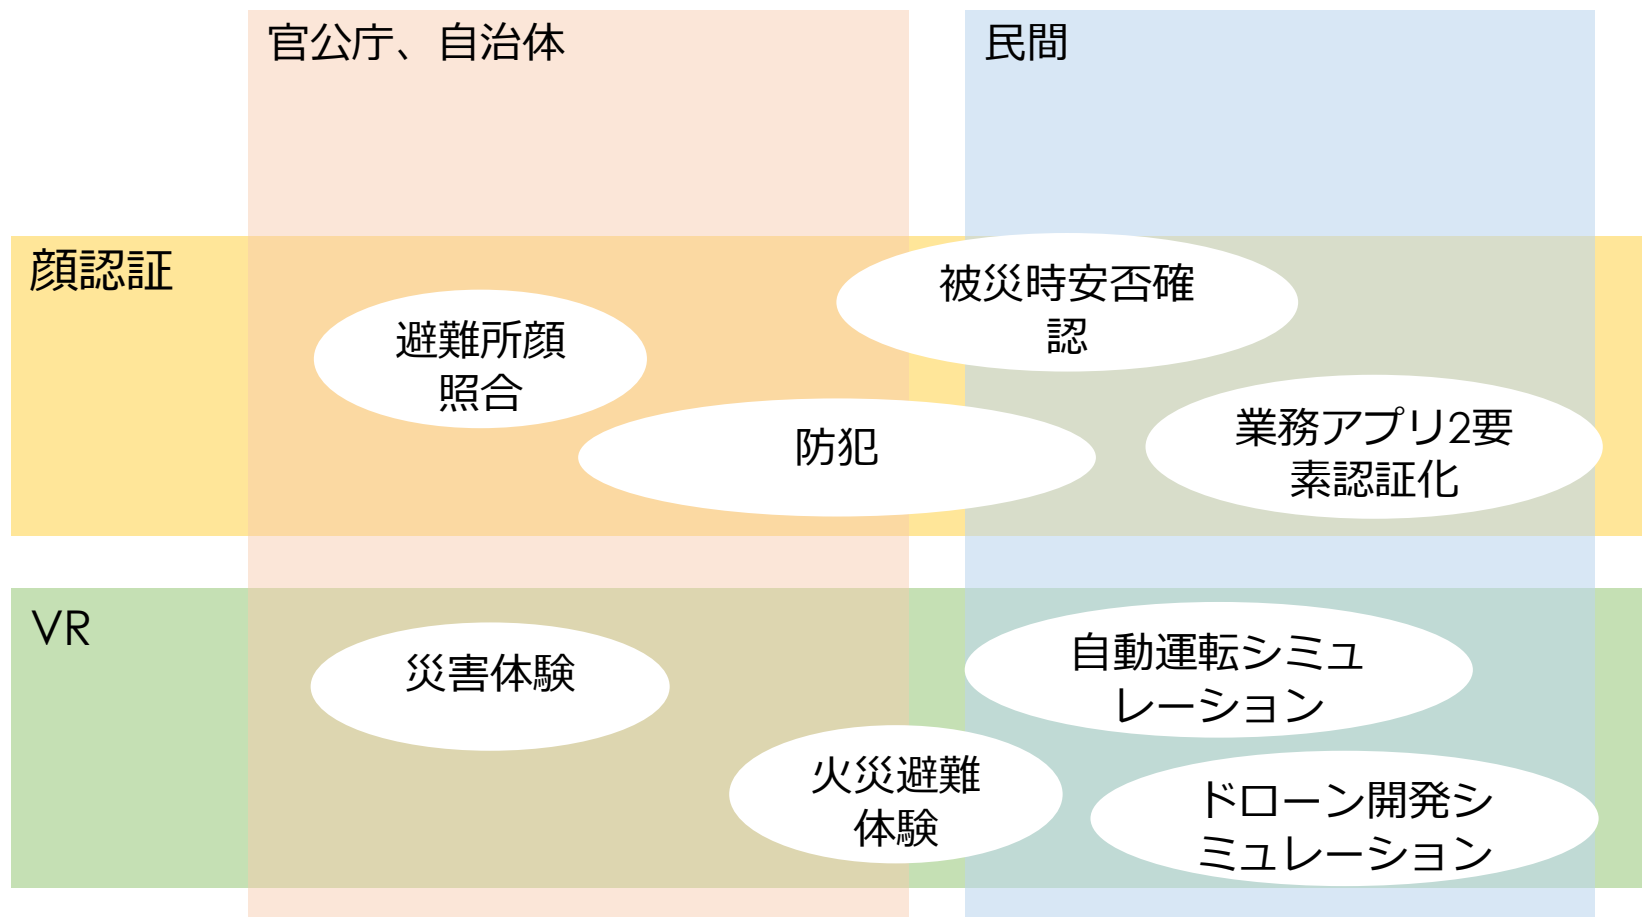 官公庁、自治体
民間
顔認証
被災時安否確
認
避難所顔
照合
防犯
業務アプリ2要
素認証化
VR
災害体験
自動運転シミュ
レーション
火災避難
体験
ドローン開発シ
ミュレーション